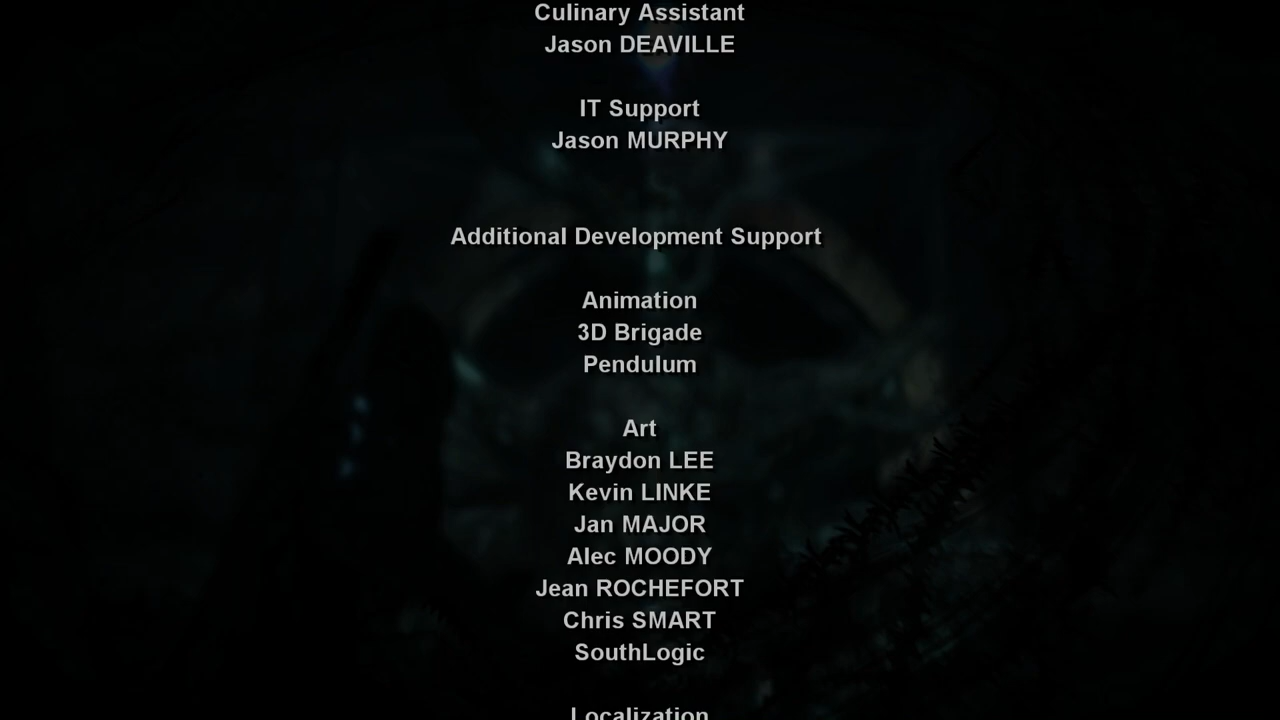 Culinary Assistant
Jason DEAVILLE
IT Support
Jason MURPHY
Additional Development Support
Animation
3D Brigade
Pendulum
Art
Braydon LEE
Kevin LINKE
Jan MAJOR
Alec MOODY
Jean ROCHEFORT
Chris SMART
SouthLogic
Localization